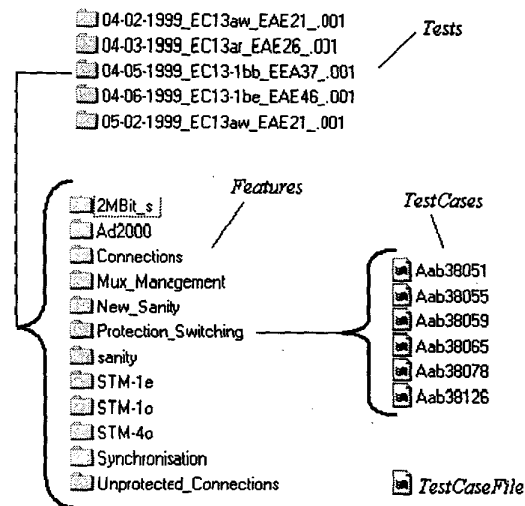 04-02-1999_EC13aw_EAE21_.001
04-03-1999_EC13ar_EAE26_.001
04-05-1999_EC13-1bb_EEA37_.001
04-06-1999_EC13-1be_EAE46_.001
05-02-1999_EC13aw_EAE21_.001
Tests
Features
2MBit_s
Ad2000
Connections
Mux_Management
New_Sanity
Protection_Switching
sanity
STM-1e
STM-1o
STM-4o
Synchronisation
Unprotected_Connections
TestCases
Aab38051
Aab38055
Aab38059
Aab38065
Aab38078
Aab38126
TestCaseFile